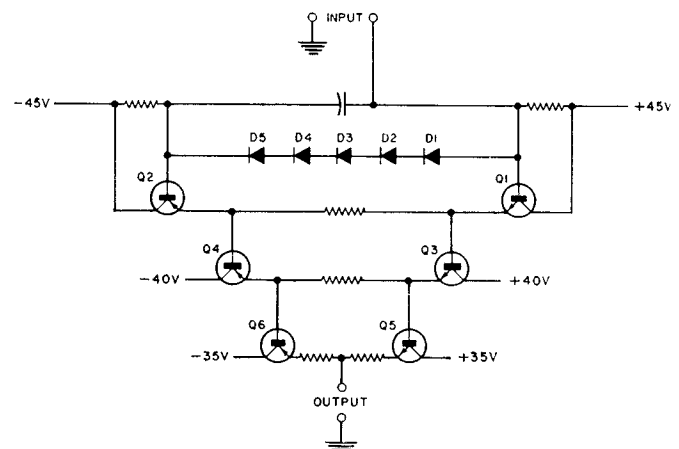 INPUT
-45V
+45V
D5 D4 D3 D2 D1
Q2
Q1
Q4
Q3
-40V
+40V
Q6
Q5
-35V
+35V
OUTPUT